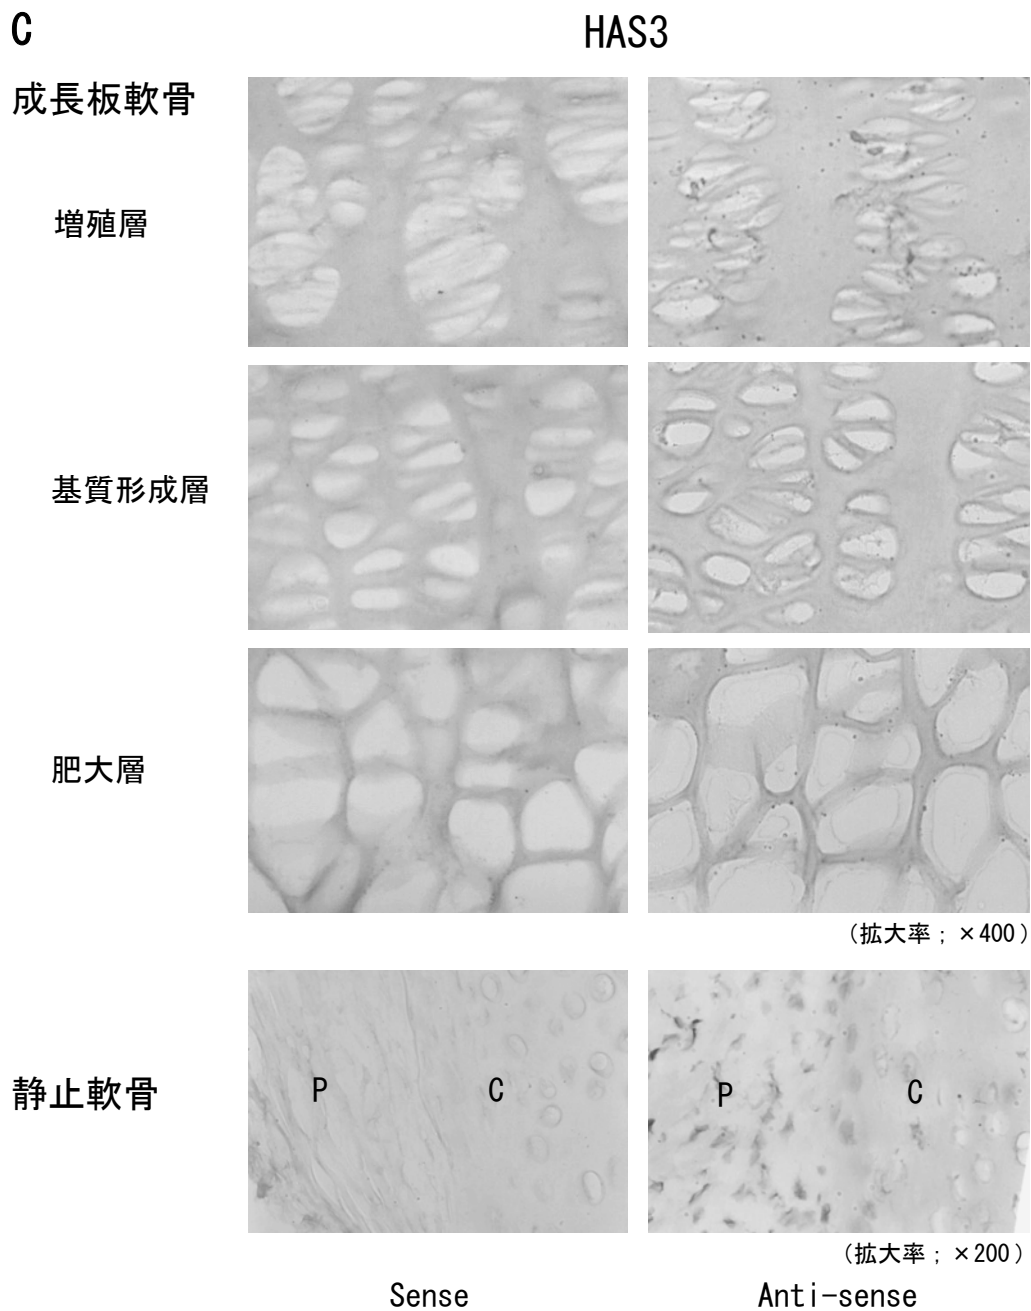 C
HAS3
成長板軟骨
増殖層
基質形成層
肥大層
(拡大率；×400)
静止軟骨
P
C
P
C
(拡大率；×200)
Sense
Anti-sense